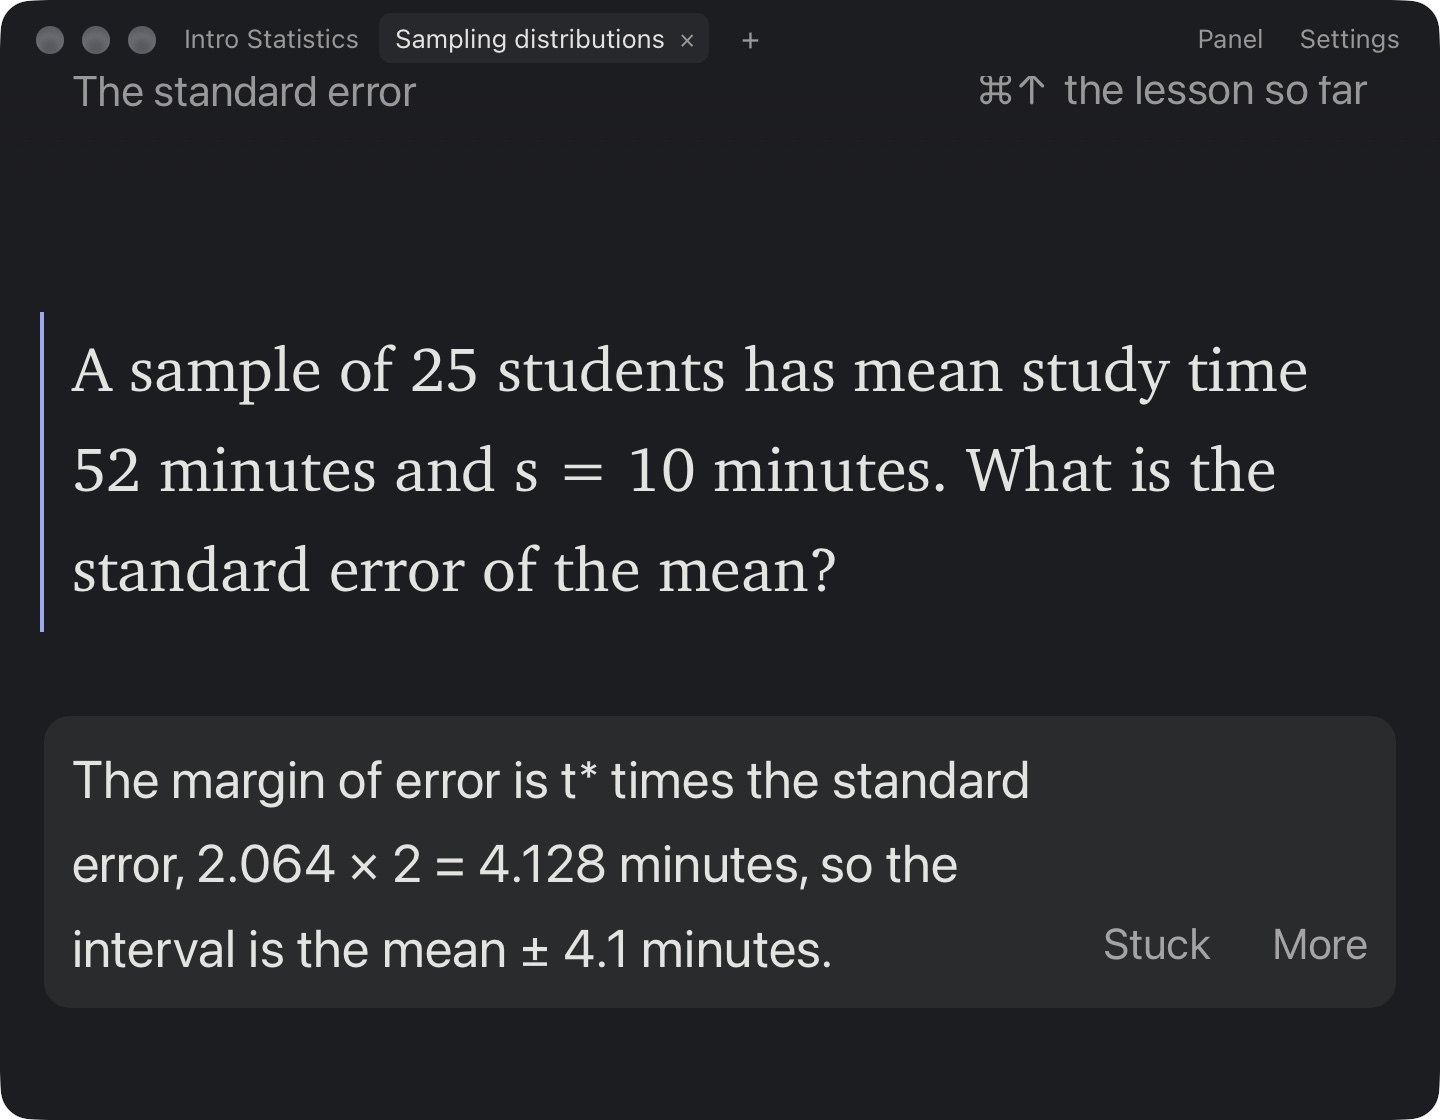 Intro Statistics Sampling distributions × + Panel Settings
The standard error ⌘↑ the lesson so far
A sample of 25 students has mean study time
52 minutes and s = 10 minutes. What is the
standard error of the mean?
The margin of error is t* times the standard
error, 2.064 × 2 = 4.128 minutes, so the
interval is the mean ± 4.1 minutes.
Stuck More